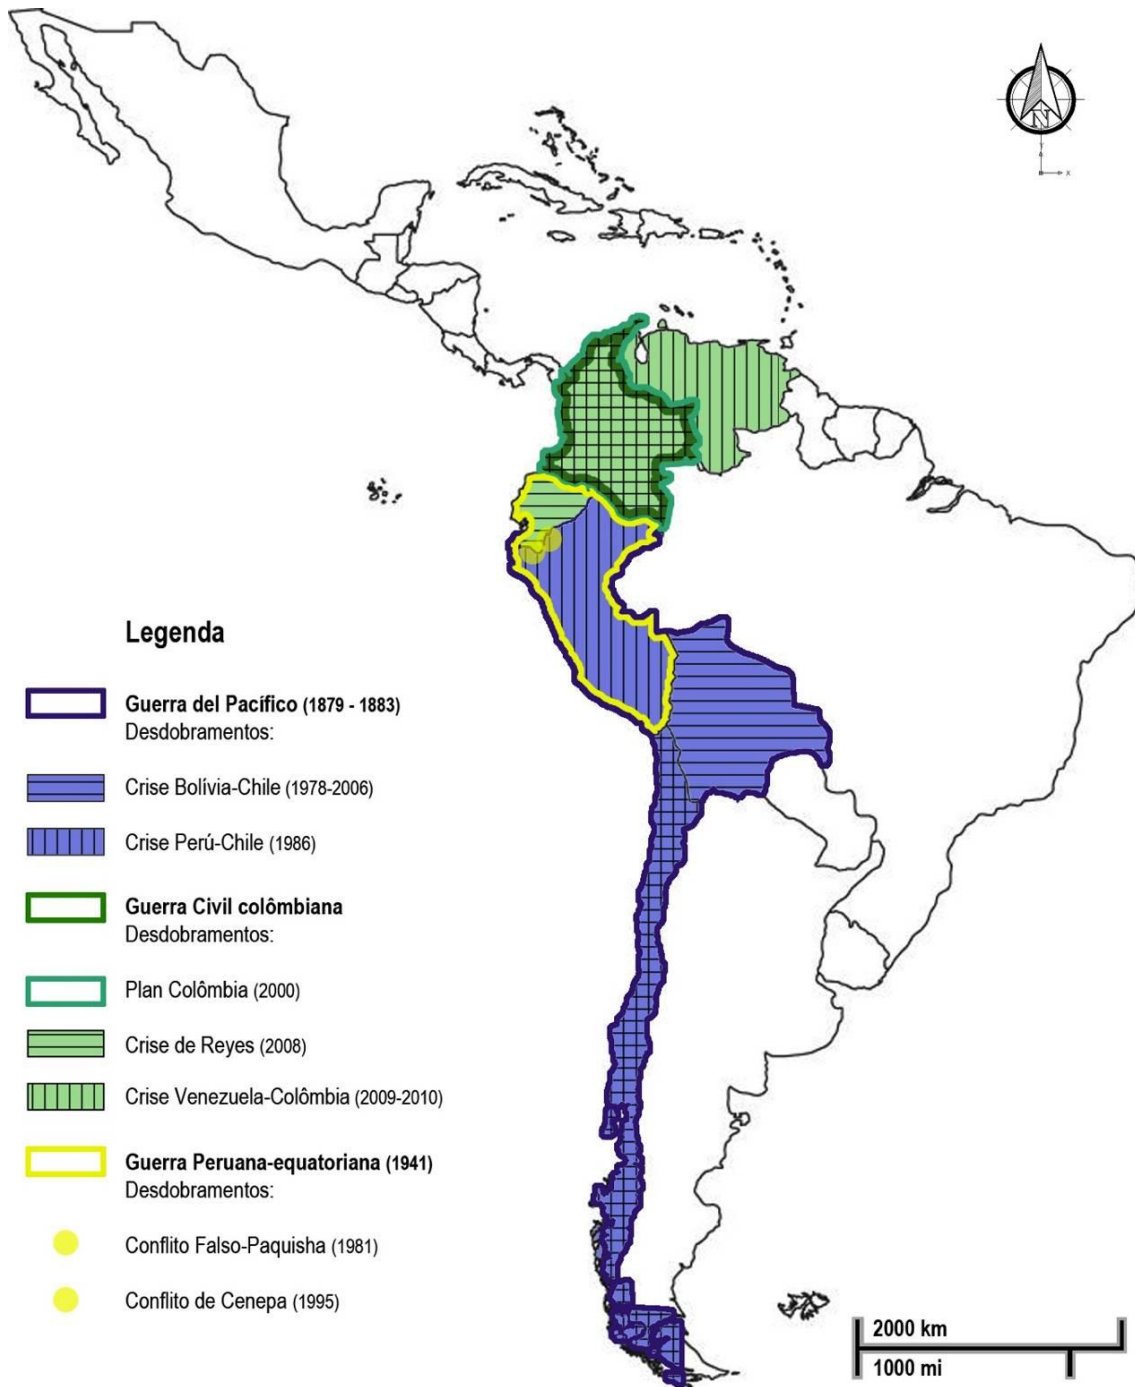 N
Y
X
Legenda
Guerra del Pacífico (1879 - 1883)
Desdobramentos:
Crise Bolívia-Chile (1978-2006)
Crise Perú-Chile (1986)
Guerra Civil colômbiana
Desdobramentos:
Plan Colômbia (2000)
Crise de Reyes (2008)
Crise Venezuela-Colômbia (2009-2010)
Guerra Peruana-equatoriana (1941)
Desdobramentos:
Conflito Falso-Paquisha (1981)
Conflito de Cenepa (1995)
2000 km
1000 mi